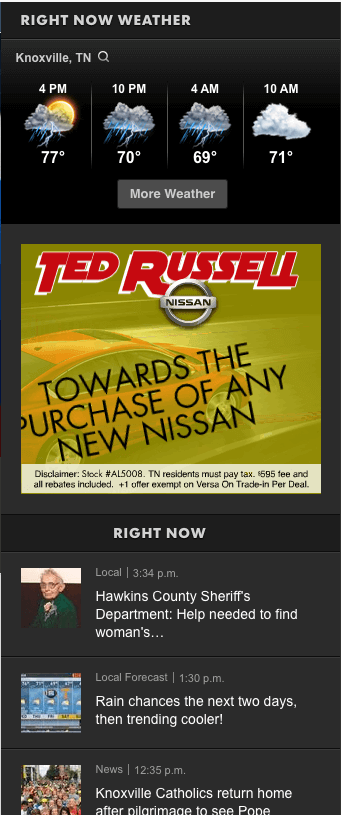 RIGHT NOW WEATHER
Knoxville, TN
4 PM 10 PM 4 AM 10 AM
77° 70° 69° 71°
More Weather
TED RUSSELL
NISSAN
TOWARDS THE
PURCHASE OF ANY
NEW NISSAN
Disclaimer: Stock #AL5008. TN residents must pay tax. $695 fee and
all rebates included. +1 offer exempt on Versa On Trade-in Per Deal.
RIGHT NOW
Local | 3:34 p.m.
Hawkins County Sheriff's
Department: Help needed to find
woman's…
Local Forecast | 1:30 p.m.
Rain chances the next two days,
then trending cooler!
News | 12:35 p.m.
Knoxville Catholics return home
after pilgrimage to see Pope